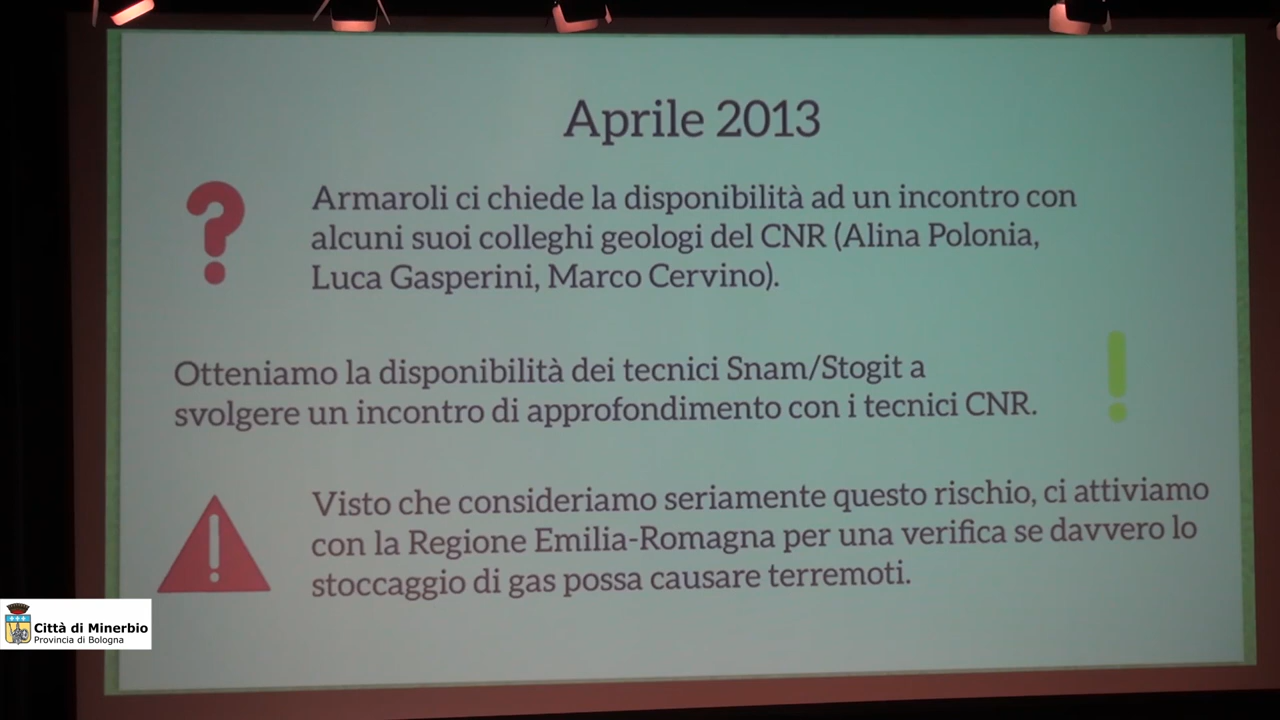 Aprile 2013
Armaroli ci chiede la disponibilità ad un incontro con
alcuni suoi colleghi geologi del CNR (Alina Polonia,
Luca Gasperini, Marco Cervino).
Otteniamo la disponibilità dei tecnici Snam/Stogit a
svolgere un incontro di approfondimento con i tecnici CNR.
Visto che consideriamo seriamente questo rischio, ci attiviamo
con la Regione Emilia-Romagna per una verifica se davvero lo
stoccaggio di gas possa causare terremoti.
Città di Minerbio
Provincia di Bologna